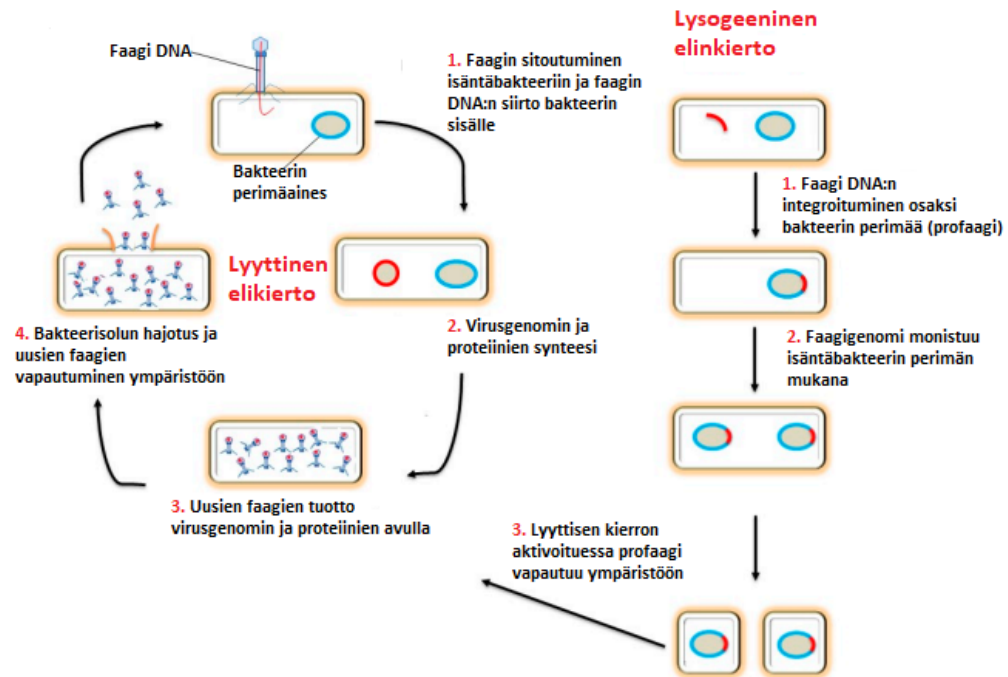 Faagi DNA
1. Faagin sitoutuminen
isäntäbakteeriin ja faagin
DNA:n siirto bakteerin
sisälle
Bakteerin
perimäaines
Lyyttinen
elikierto
2. Virusgenomin ja
proteiinien synteesi
3. Uusien faagien tuotto
virusgenomin ja proteiinien avulla
4. Bakteerisolun hajotus ja
uusien faagien
vapautuminen ympäristöön
Lysogeeninen
elinkierto
1. Faagi DNA:n
integroituminen osaksi
bakteerin perimää (profaagi)
2. Faagigenomi monistuu
isäntäbakteerin perimän
mukana
3. Lyyttisen kierron
aktivoituessa profaagi
vapautuu ympäristöön